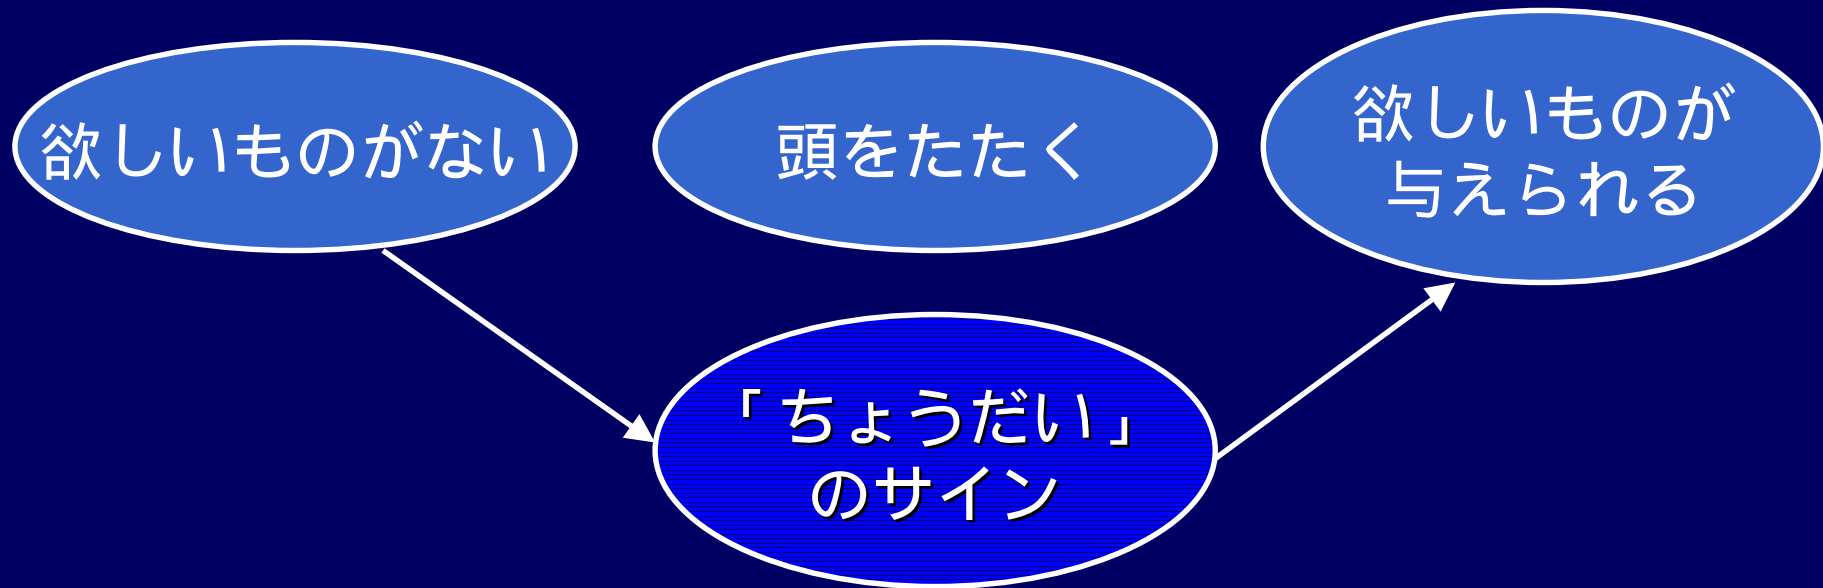 欲しいものがない
頭をたたく
欲しいものが
与えられる
「ちょうだい」
のサイン